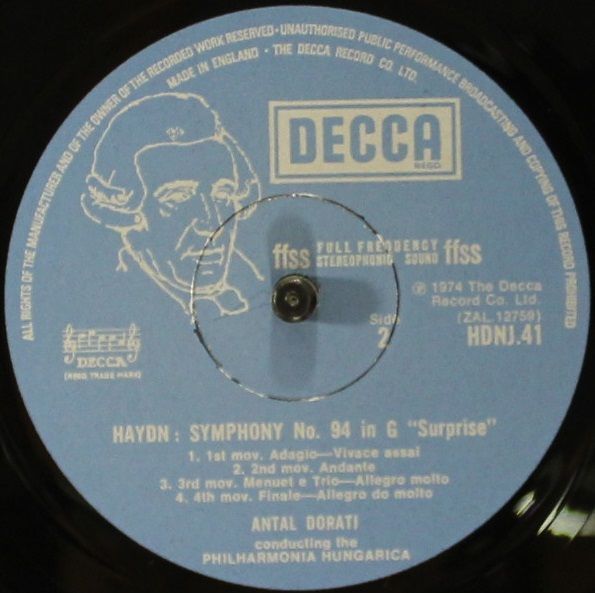 ALL RIGHTS OF THE MANUFACTURER AND OF THE OWNER OF THE RECORDED WORK RESERVED · UNAUTHORISED PUBLIC PERFORMANCE BROADCASTING AND COPYING OF THIS RECORD PROHIBITED
MADE IN ENGLAND · THE DECCA RECORD CO. LTD.
DECCA
REGD.
ffss FULL FREQUENCY STEREOPHONIC SOUND ffss
℗ 1974 The Decca
Record Co. Ltd.
Side (ZAL.12759)
2 HDNJ.41
DECCA
(REGD. TRADE MARK)
HAYDN: SYMPHONY No. 94 in G "Surprise"
1. 1st mov. Adagio—Vivace assai
2. 2nd mov. Andante
3. 3rd mov. Menuet e Trio—Allegro molto
4. 4th mov. Finale—Allegro do molto
ANTAL DORATI
conducting the
PHILHARMONIA HUNGARICA